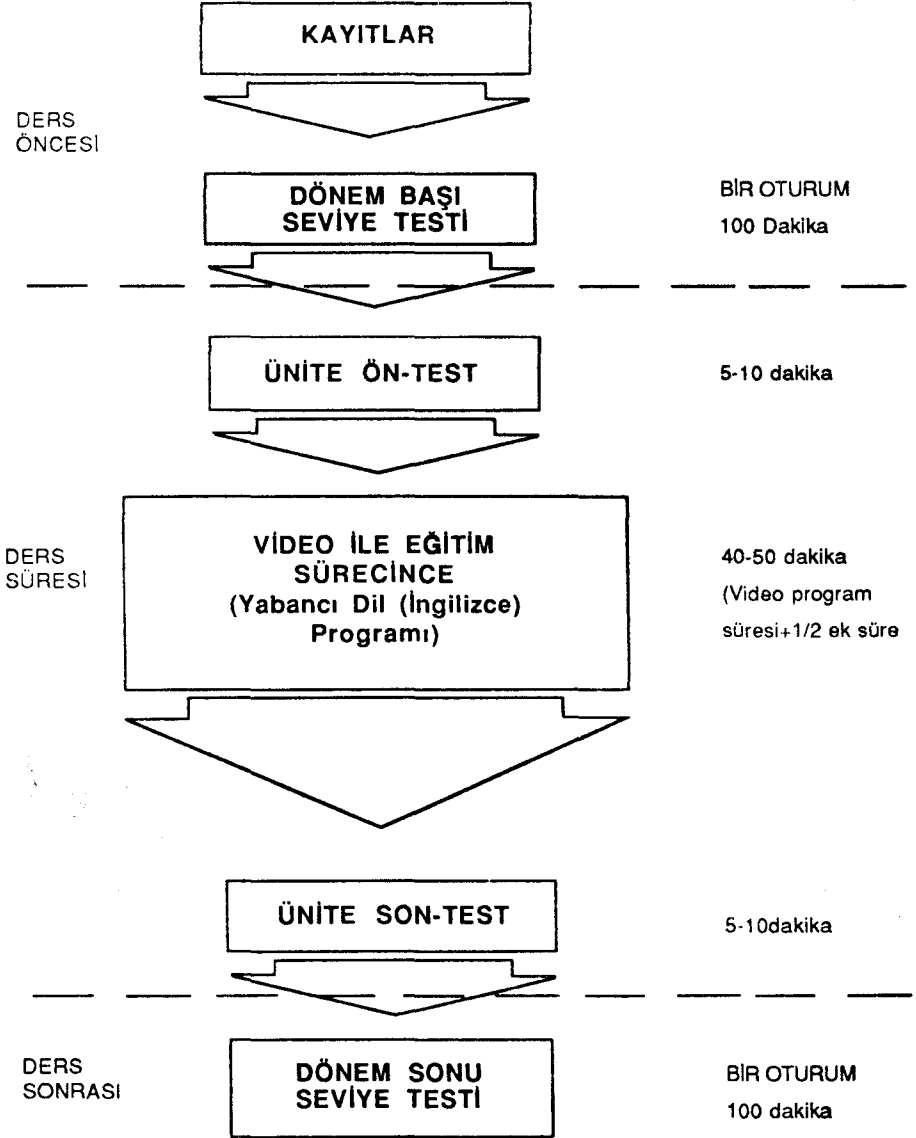 KAYITLAR
DERS
ÖNCESİ
DÖNEM BAŞI
SEVİYE TESTİ
BİR OTURUM
100 Dakika
ÜNİTE ÖN-TEST
5-10 dakika
DERS
SÜRESİ
VİDEO İLE EĞİTİM
SÜRECİNCE
(Yabancı Dil (İngilizce)
Programı)
40-50 dakika
(Video program
süresi+1/2 ek süre
ÜNİTE SON-TEST
5-10dakika
DERS
SONRASI
DÖNEM SONU
SEVİYE TESTİ
BİR OTURUM
100 dakika